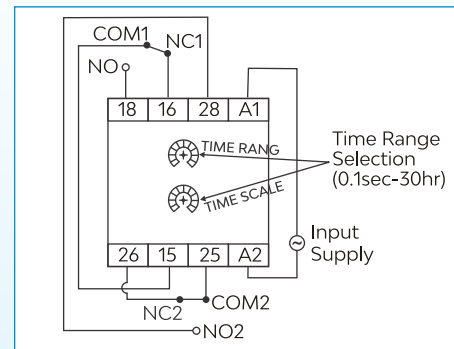 COM1
NC1
NO
18 16 28 A1
TIME RANG
TIME SCALE
Time Range
Selection
(0.1sec-30hr)
Input
Supply
26 15 25 A2
COM2
NC2
NO2